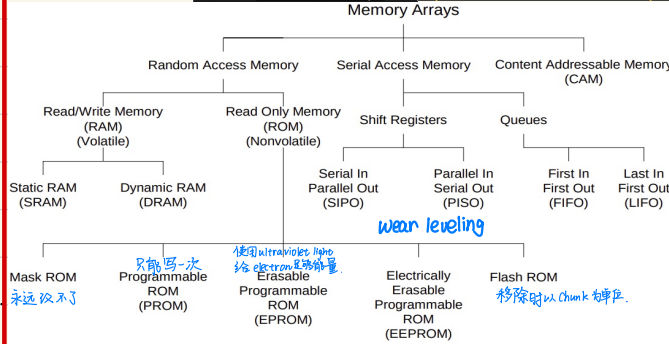 Memory Arrays
Random Access Memory
Serial Access Memory
Content Addressable Memory
(CAM)
Read/Write Memory
(RAM)
(Volatile)
Read Only Memory
(ROM)
(Nonvolatile)
Shift Registers
Queues
Static RAM
(SRAM)
Dynamic RAM
(DRAM)
Serial In
Parallel Out
(SIPO)
Parallel In
Serial Out
(PISO)
First In
First Out
(FIFO)
Last In
First Out
(LIFO)
wear leveling
Mask ROM
永远改不了
只能写一次
Programmable
ROM
(PROM)
使用ultraviolet light
给electron足够能量.
Erasable
Programmable
ROM
(EPROM)
Electrically
Erasable
Programmable
ROM
(EEPROM)
Flash ROM
移除时以Chunk为单位.